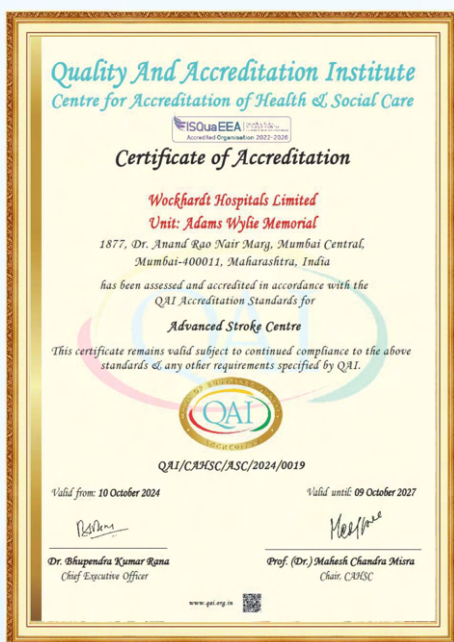 Quality And Accreditation Institute
Centre for Accreditation of Health & Social Care
ISQuaEEA
Accredited Organisation 2022-2026
Certificate of Accreditation
Wockhardt Hospitals Limited
Unit: Adams Wylie Memorial
1877, Dr. Anand Rao Nair Marg, Mumbai Central,
Mumbai-400011, Maharashtra, India
has been assessed and accredited in accordance with the
QAI Accreditation Standards for
Advanced Stroke Centre
This certificate remains valid subject to continued compliance to the above
standards & any other requirements specified by QAI.
QAI
QAI/CAHSC/ASC/2024/0019
Valid from: 10 October 2024
Valid until: 09 October 2027
Dr. Bhupendra Kumar Rana
Prof. (Dr.) Mahesh Chandra Misra
Chief Executive Officer
Chair, CAHSC
www.qai.org.in